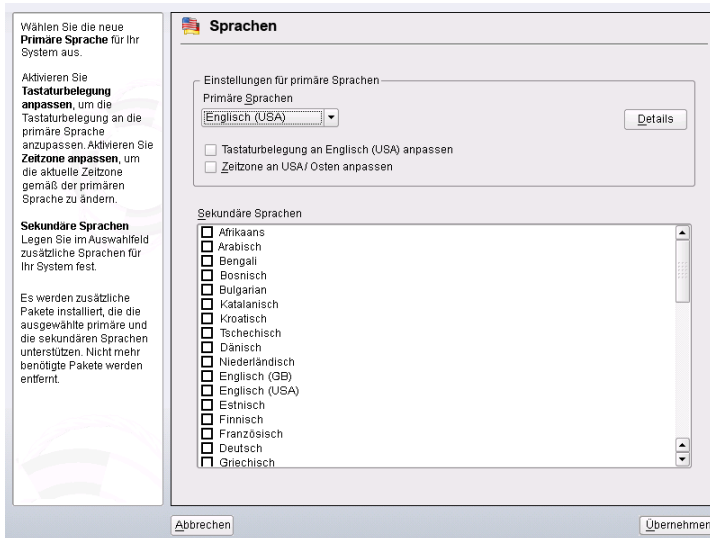 Wählen Sie die neue
Primäre Sprache für Ihr
System aus.
Aktivieren Sie
Tastaturbelegung
anpassen, um die
Tastaturbelegung an die
primäre Sprache
anzupassen. Aktivieren Sie
Zeitzone anpassen, um
die aktuelle Zeitzone
gemäß der primären
Sprache zu ändern.
Sekundäre Sprachen
Legen Sie im Auswahlfeld
zusätzliche Sprachen für
Ihr System fest.
Es werden zusätzliche
Pakete installiert, die die
ausgewählte primäre und
die sekundären Sprachen
unterstützen. Nicht mehr
benötigte Pakete werden
entfernt.
Sprachen
Einstellungen für primäre Sprachen
Primäre Sprachen
Englisch (USA)
Details
Tastaturbelegung an Englisch (USA) anpassen
Zeitzone an USA / Osten anpassen
Sekundäre Sprachen
Afrikaans
Arabisch
Bengali
Bosnisch
Bulgarian
Katalanisch
Kroatisch
Tschechisch
Dänisch
Niederländisch
Englisch (GB)
Englisch (USA)
Estnisch
Finnisch
Französisch
Deutsch
Griechisch
Abbrechen
Übernehmen